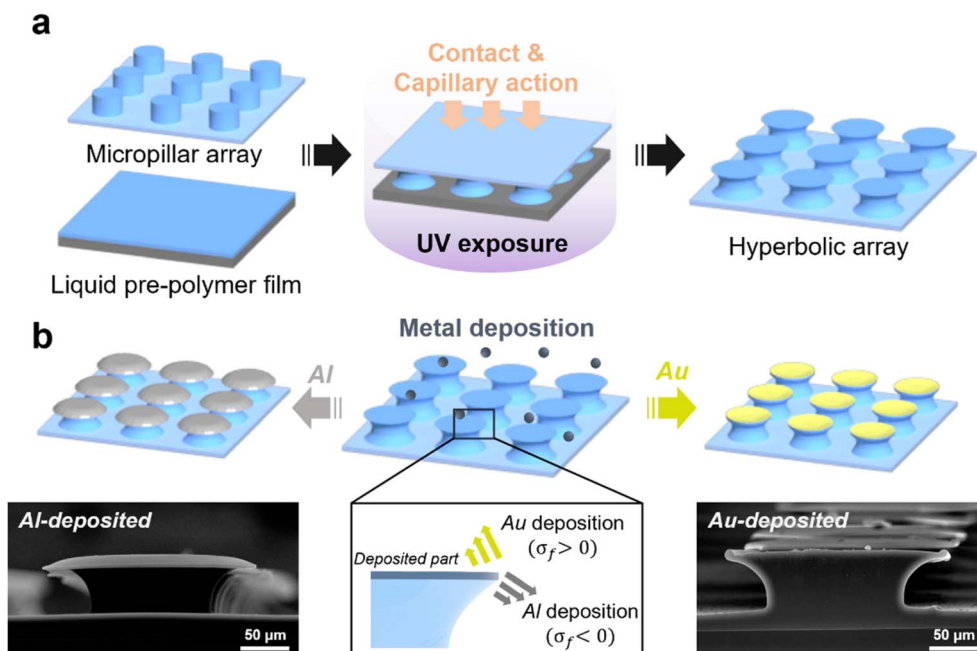 a
Contact &
Capillary action
Micropillar array
UV exposure
Liquid pre-polymer film
Hyperbolic array
b
Metal deposition
Al
Au
Al-deposited
50 µm
Deposited part
Au deposition
(σf > 0)
Al deposition
(σf < 0)
Au-deposited
50 µm